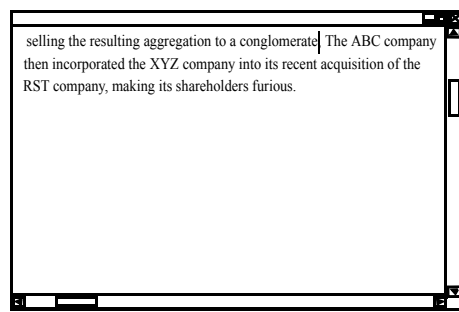 selling the resulting aggregation to a conglomerate. The ABC company
then incorporated the XYZ company into its recent acquisition of the
RST company, making its shareholders furious.